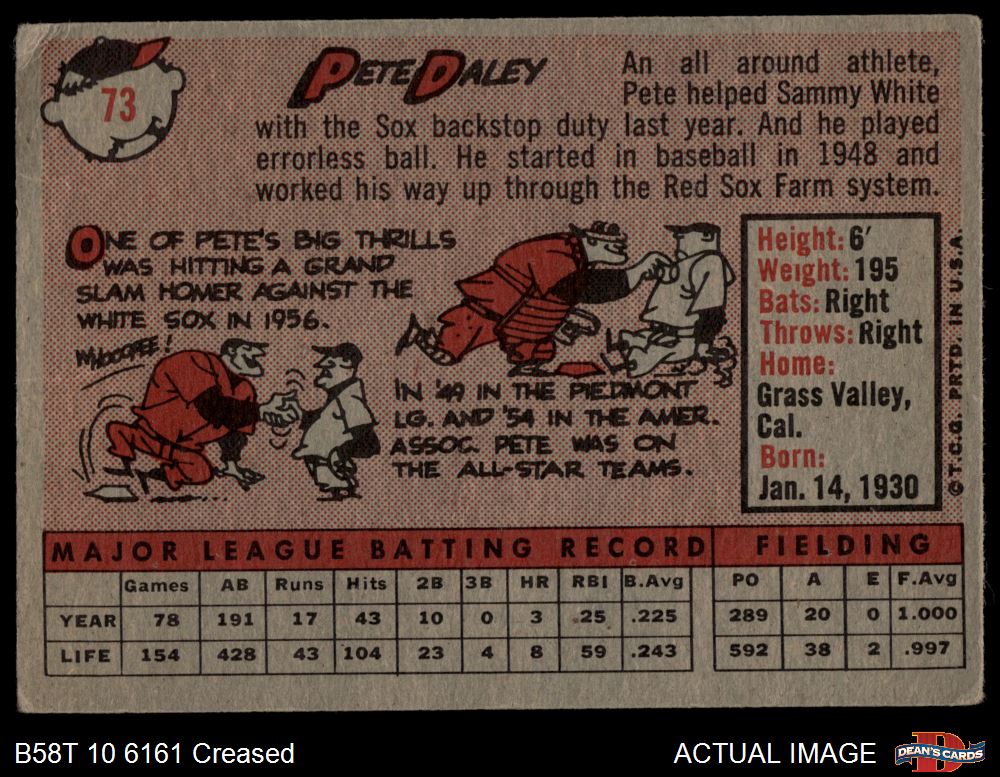 73
PETE DALEY
An all around athlete,
Pete helped Sammy White
with the Sox backstop duty last year. And he played
errorless ball. He started in baseball in 1948 and
worked his way up through the Red Sox Farm system.
ONE OF PETE'S BIG THRILLS
WAS HITTING A GRAND
SLAM HOMER AGAINST THE
WHITE SOX IN 1956.
WHOOPEE!
IN '49 IN THE PIEDMONT
LG. AND '54 IN THE AMER.
ASSOC. PETE WAS ON
THE ALL-STAR TEAMS.
Height: 6'
Weight: 195
Bats: Right
Throws: Right
Home:
Grass Valley,
Cal.
Born:
Jan. 14, 1930
© T.C.G. PRTD. IN U.S.A.
MAJOR LEAGUE BATTING RECORD FIELDING
Games AB Runs Hits 2B 3B HR RBI B.Avg PO A E F.Avg
YEAR 78 191 17 43 10 0 3 25 .225 289 20 0 1.000
LIFE 154 428 43 104 23 4 8 59 .243 592 38 2 .997
B58T 10 6161 Creased
ACTUAL IMAGE
DEAN'S CARDS